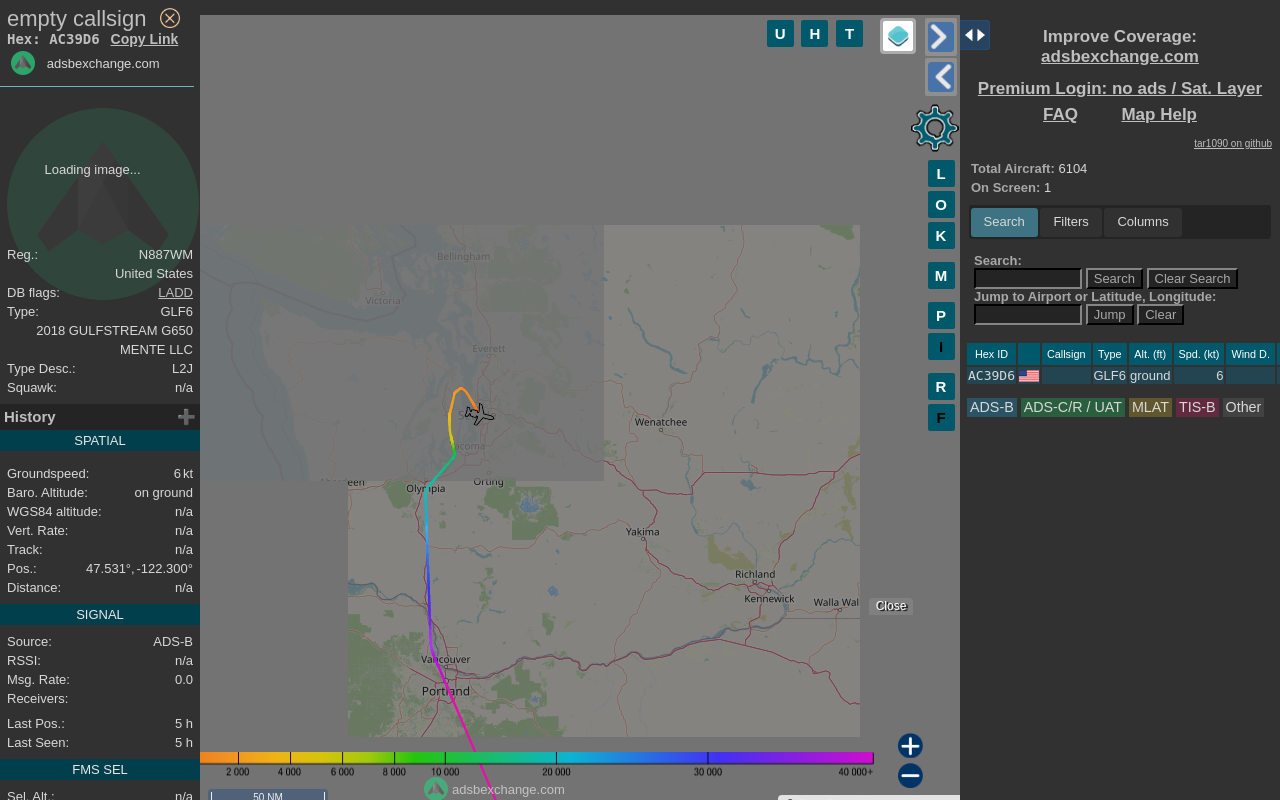 empty callsign
Hex: AC39D6 Copy Link
adsbexchange.com
Loading image...
Reg.: N887WM
United States
DB flags: LADD
Type: GLF6
2018 GULFSTREAM G650
MENTE LLC
Type Desc.: L2J
Squawk: n/a
History
SPATIAL
Groundspeed: 6 kt
Baro. Altitude: on ground
WGS84 altitude: n/a
Vert. Rate: n/a
Track: n/a
Pos.: 47.531°, -122.300°
Distance: n/a
SIGNAL
Source: ADS-B
RSSI: n/a
Msg. Rate: 0.0
Receivers:
Last Pos.: 5 h
Last Seen: 5 h
FMS SEL
Sel. Alt.: n/a
U H T
L
O
K
M
P
I
R
F
Bellingham
Victoria
Everett
Wenatchee
acoma
een
Olympia
Orting
Yakima
Richland
Kennewick
Walla Wal
Vancouver
Portland
Close
2 000 4 000 6 000 8 000 10 000 20 000 30 000 40 000+
adsbexchange.com
50 NM
Improve Coverage:
adsbexchange.com
Premium Login: no ads / Sat. Layer
FAQ Map Help
tar1090 on github
Total Aircraft: 6104
On Screen: 1
Search Filters Columns
Search:
Search Clear Search
Jump to Airport or Latitude, Longitude:
Jump Clear
Hex ID Callsign Type Alt. (ft) Spd. (kt) Wind D.
AC39D6 GLF6 ground 6
ADS-B ADS-C/R / UAT MLAT TIS-B Other